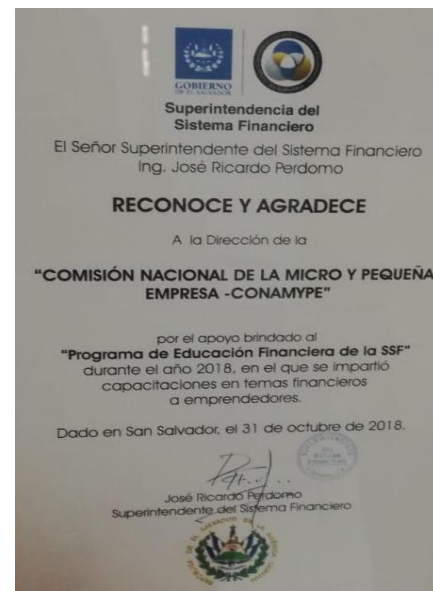 GOBIERNO
DE EL SALVADOR
Superintendencia del
Sistema Financiero
El Señor Superintendente del Sistema Financiero
Ing. José Ricardo Perdomo
RECONOCE Y AGRADECE
A la Dirección de la
"COMISIÓN NACIONAL DE LA MICRO Y PEQUEÑA
EMPRESA -CONAMYPE"
por el apoyo brindado al
"Programa de Educación Financiera de la SSF"
durante el año 2018, en el que se impartió
capacitaciones en temas financieros
a emprendedores.
Dado en San Salvador, el 31 de octubre de 2018.
José Ricardo Perdomo
Superintendente del Sistema Financiero